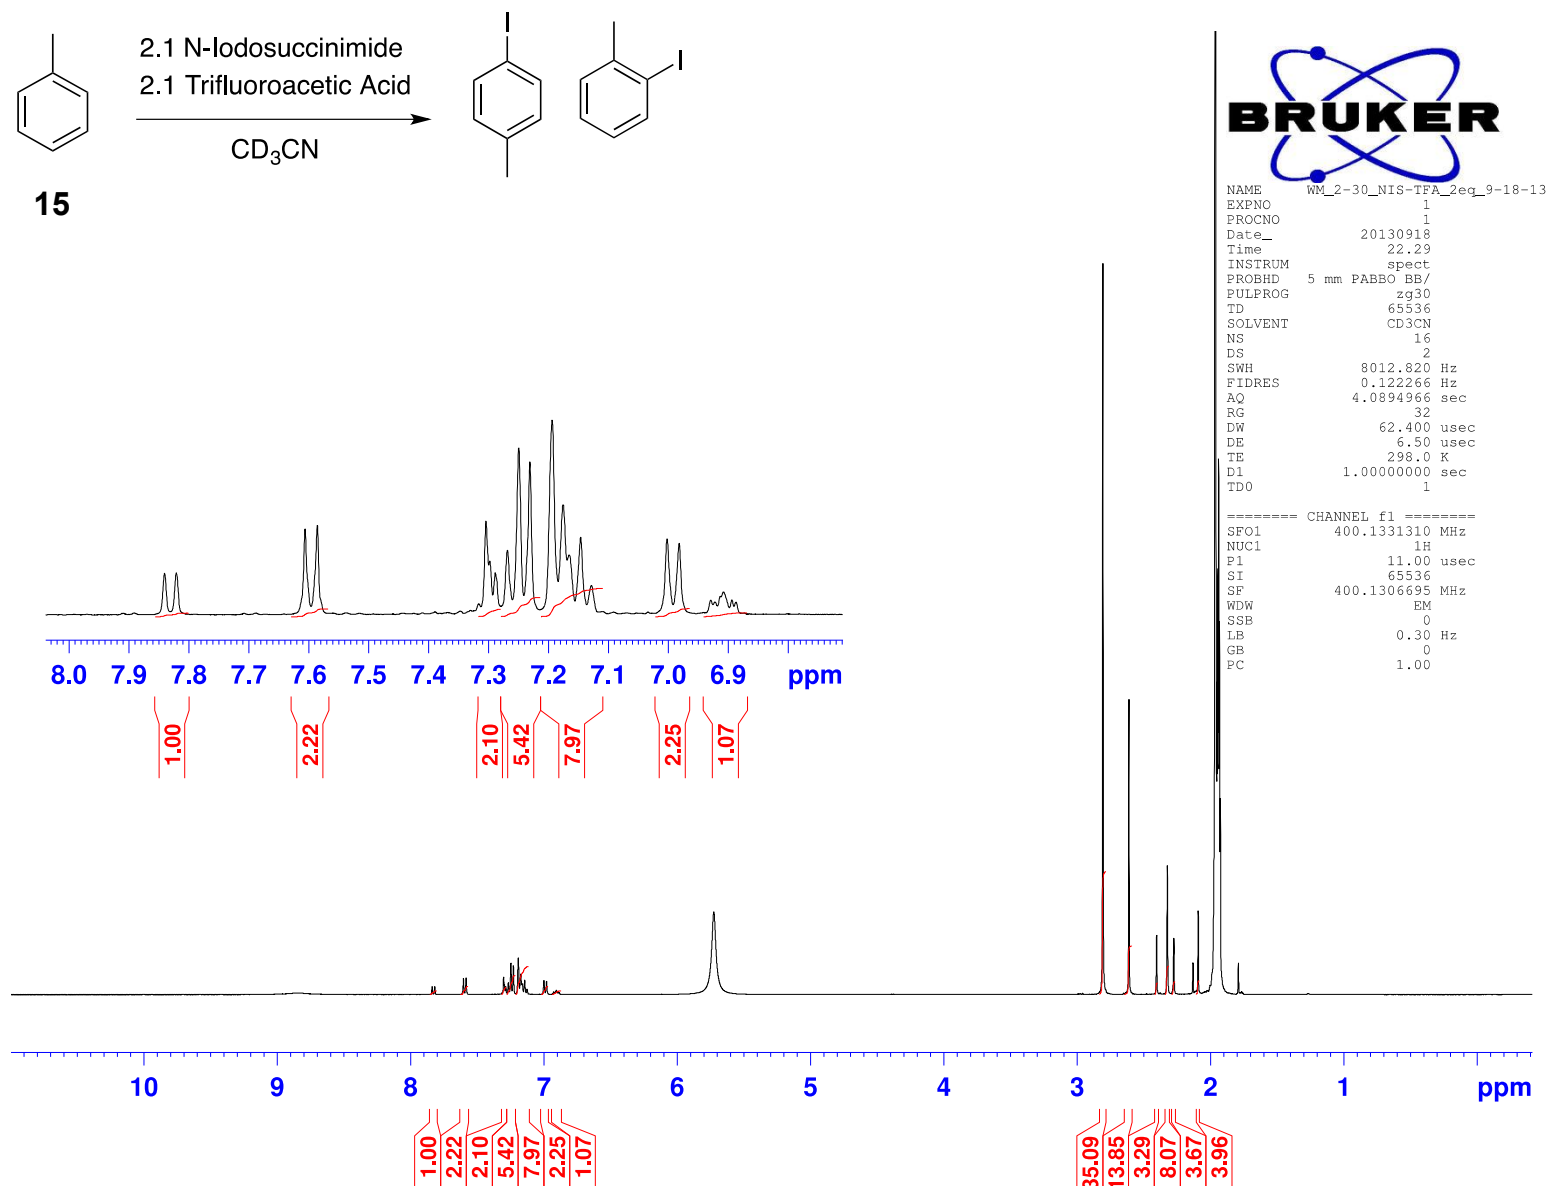 I
I
2.1 N-Iodosuccinimide
2.1 Trifluoroacetic Acid
CD3CN
15
BRUKER
NAME WM_2-30_NIS-TFA_2eq_9-18-13
EXPNO 1
PROCNO 1
Date_ 20130918
Time 22.29
INSTRUM spect
PROBHD 5 mm PABBO BB/
PULPROG zg30
TD 65536
SOLVENT CD3CN
NS 16
DS 2
SWH 8012.820 Hz
FIDRES 0.122266 Hz
AQ 4.0894966 sec
RG 32
DW 62.400 usec
DE 6.50 usec
TE 298.0 K
D1 1.00000000 sec
TD0 1
======== CHANNEL f1 ========
SFO1 400.1331310 MHz
NUC1 1H
P1 11.00 usec
SI 65536
SF 400.1306695 MHz
WDW EM
SSB 0
LB 0.30 Hz
GB 0
PC 1.00
8.0 7.9 7.8 7.7 7.6 7.5 7.4 7.3 7.2 7.1 7.0 6.9 ppm
1.00 2.22 2.10 5.42 7.97 2.25 1.07
10 9 8 7 6 5 4 3 2 1 ppm
1.00 2.22 2.10 5.42 7.97 2.25 1.07 35.09 13.85 3.29 8.07 3.67 3.96